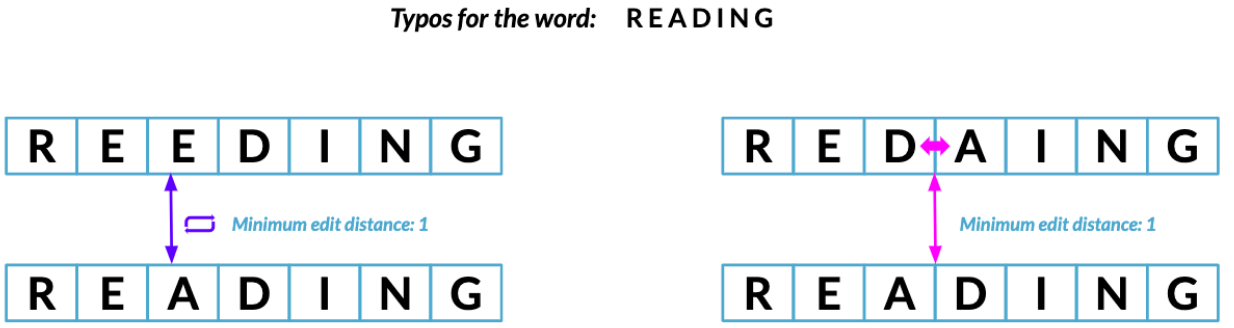 Typos for the word: READING
R E E D I N G
R E D A I N G
Minimum edit distance: 1
Minimum edit distance: 1
R E A D I N G
R E A D I N G